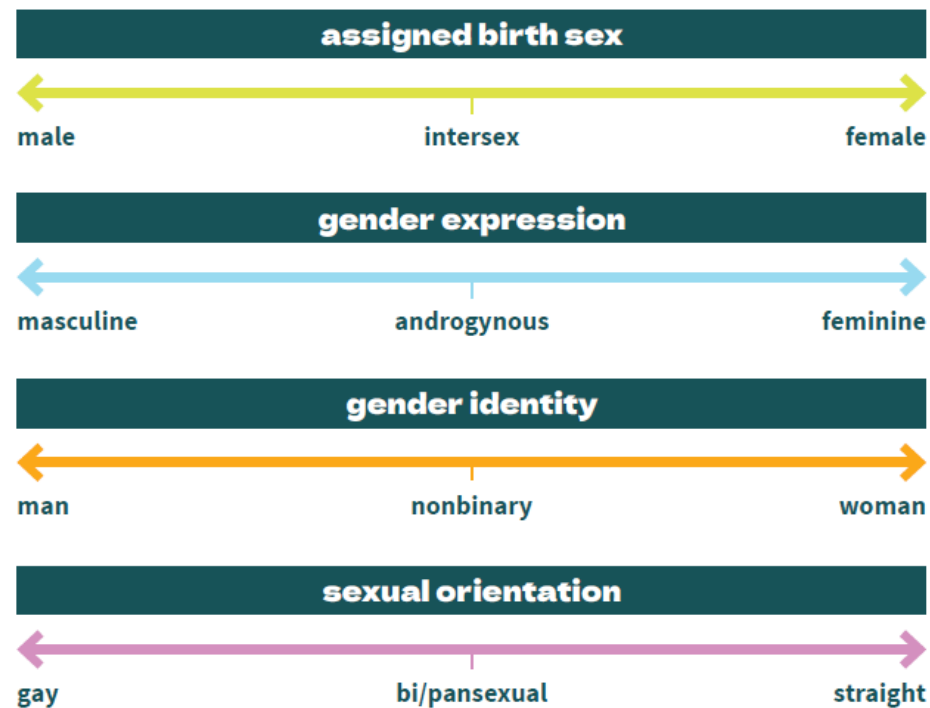 assigned birth sex
male intersex female
gender expression
masculine androgynous feminine
gender identity
man nonbinary woman
sexual orientation
gay bi/pansexual straight